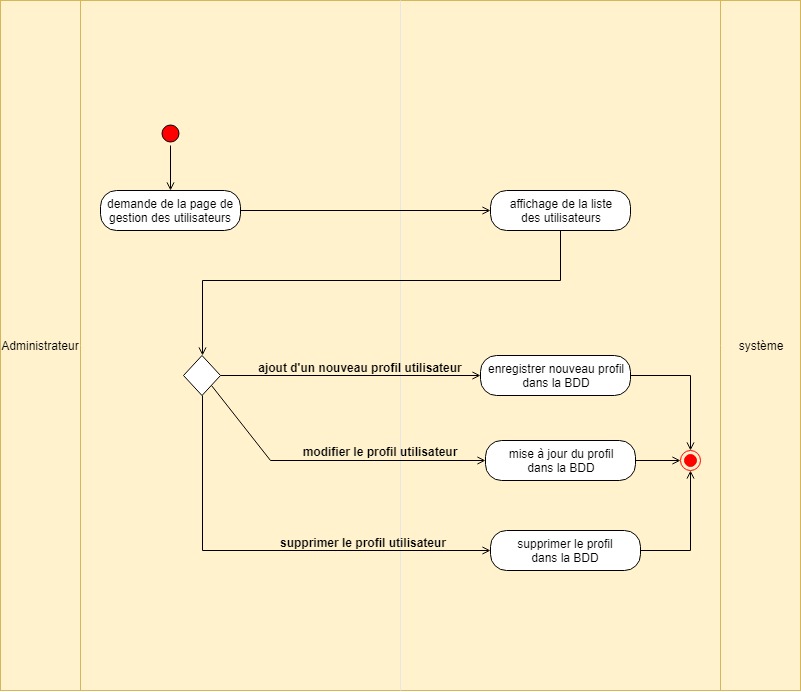 demande de la page de
gestion des utilisateurs
affichage de la liste
des utilisateurs
Administrateur
système
ajout d'un nouveau profil utilisateur
enregistrer nouveau profil
dans la BDD
modifier le profil utilisateur
mise à jour du profil
dans la BDD
supprimer le profil utilisateur
supprimer le profil
dans la BDD